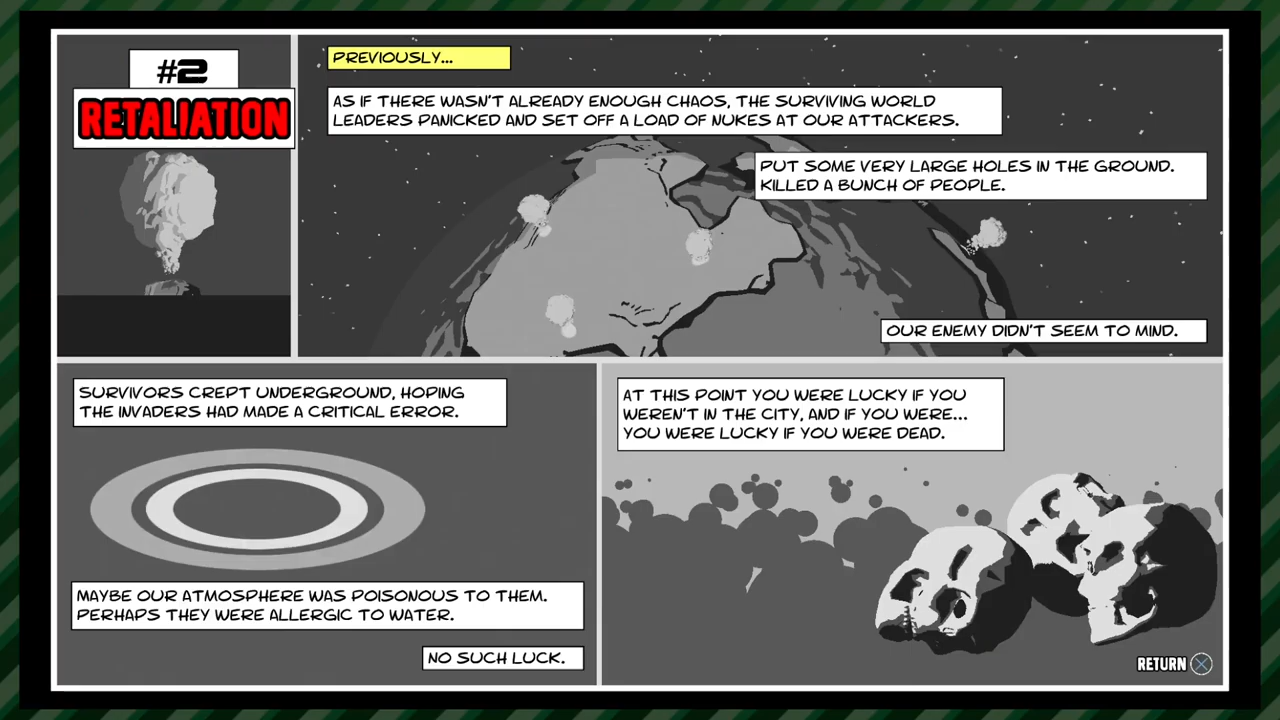 #2
RETALIATION
PREVIOUSLY...
AS IF THERE WASN'T ALREADY ENOUGH CHAOS, THE SURVIVING WORLD
LEADERS PANICKED AND SET OFF A LOAD OF NUKES AT OUR ATTACKERS.
PUT SOME VERY LARGE HOLES IN THE GROUND.
KILLED A BUNCH OF PEOPLE.
OUR ENEMY DIDN'T SEEM TO MIND.
SURVIVORS CREPT UNDERGROUND, HOPING
THE INVADERS HAD MADE A CRITICAL ERROR.
MAYBE OUR ATMOSPHERE WAS POISONOUS TO THEM.
PERHAPS THEY WERE ALLERGIC TO WATER.
NO SUCH LUCK.
AT THIS POINT YOU WERE LUCKY IF YOU
WEREN'T IN THE CITY, AND IF YOU WERE...
YOU WERE LUCKY IF YOU WERE DEAD.
RETURN